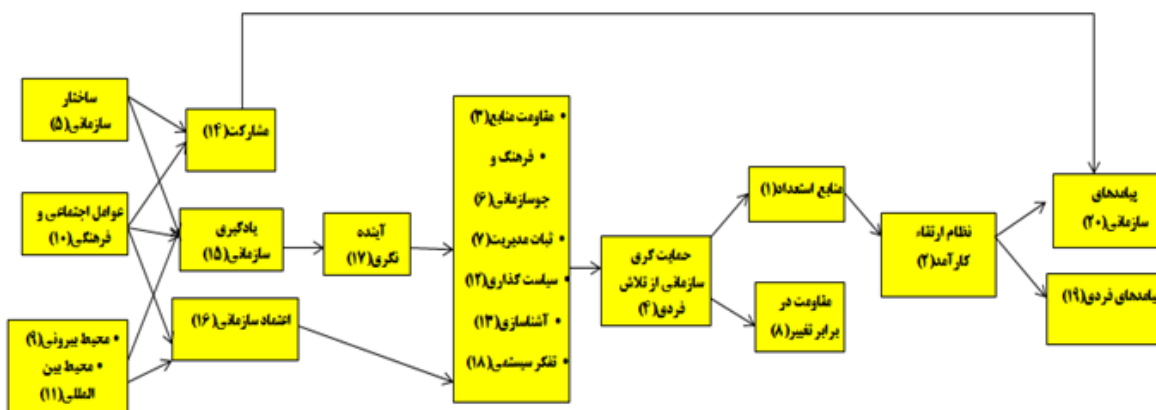 ساختار
سازمانی(۵)
عوامل اجتماعی و
فرهنگی(۱۰)
• محیط بیرونی(۹)
• محیط بین
المللی(۱۱)
مشارکت(۱۴)
یادگیری
سازمانی(۱۵)
اعتماد سازمانی(۱۶)
آینده
نگری(۱۷)
• مقاومت منابع(۳)
• فرهنگ و
جوسازمانی(۶)
• ثبات مدیریت(۷)
• سیاست گذاری(۱۲)
• آشناسازی(۱۳)
• تفکر سیستمی(۱۸)
حمایت گری
سازمانی از تلاش
فردی(۴)
منابع استعداد(۱)
مقاومت در
برابر تغییر(۸)
نظام ارتقاء
کارآمد(۲)
پیامدهای
سازمانی(۲۰)
پیامدهای فردی(۱۹)